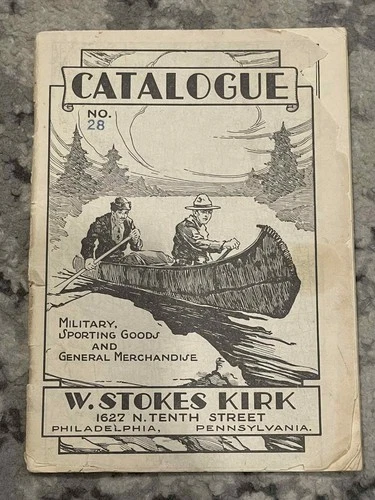 CATALOGUE
NO.
28
MILITARY,
SPORTING GOODS
AND
GENERAL MERCHANDISE
W. STOKES KIRK
1627 N. TENTH STREET
PHILADELPHIA, PENNSYLVANIA.